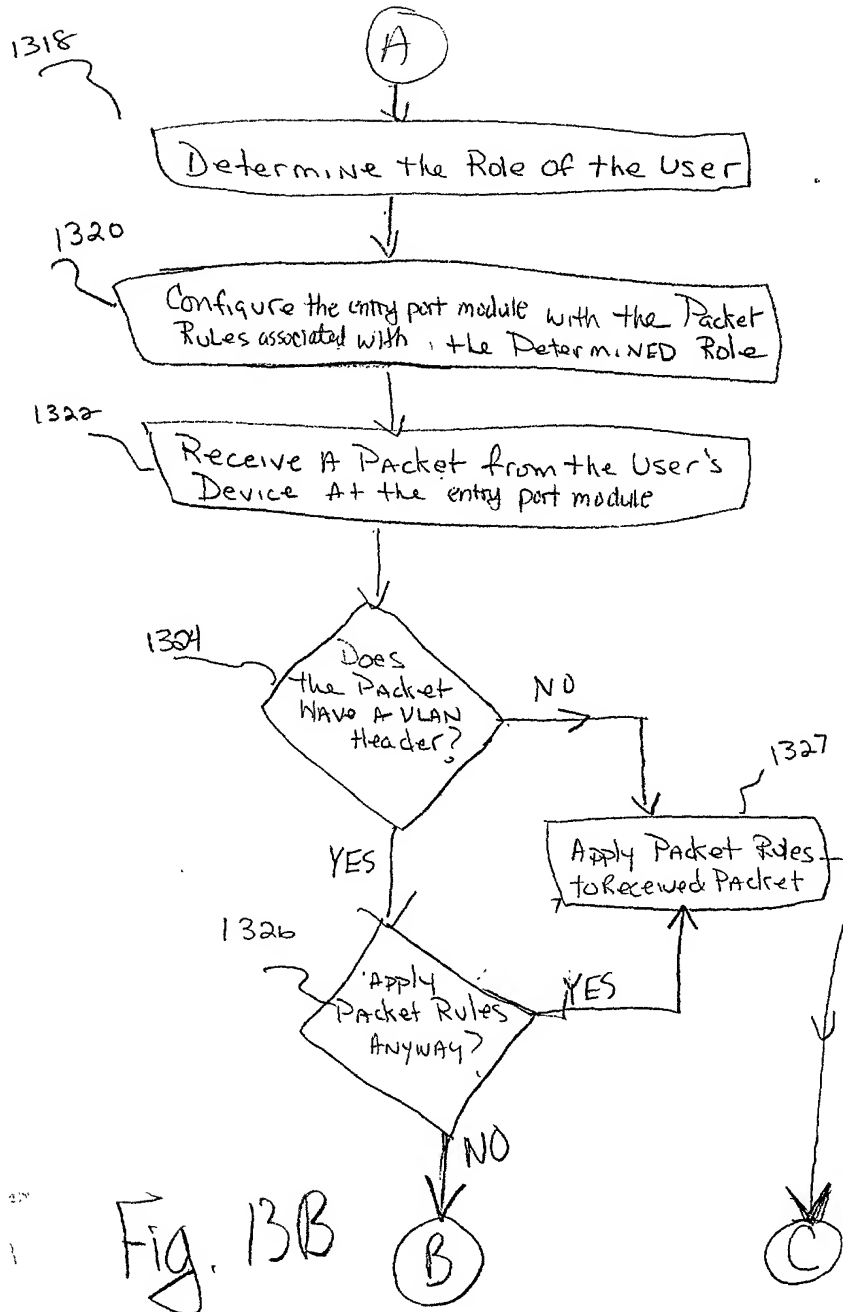 A
1318
Determine the Role of the User
1320
Configure the entry port module with the Packet
Rules associated with the Determined Role
1322
Receive A Packet from the User's
Device At the entry port module
1324
Does
the Packet
Have A VLAN
Header?
NO
1327
YES
Apply Packet Rules
to Received Packet
1326
Apply
Packet Rules
Anyway?
YES
NO
Fig. 13B
B
C